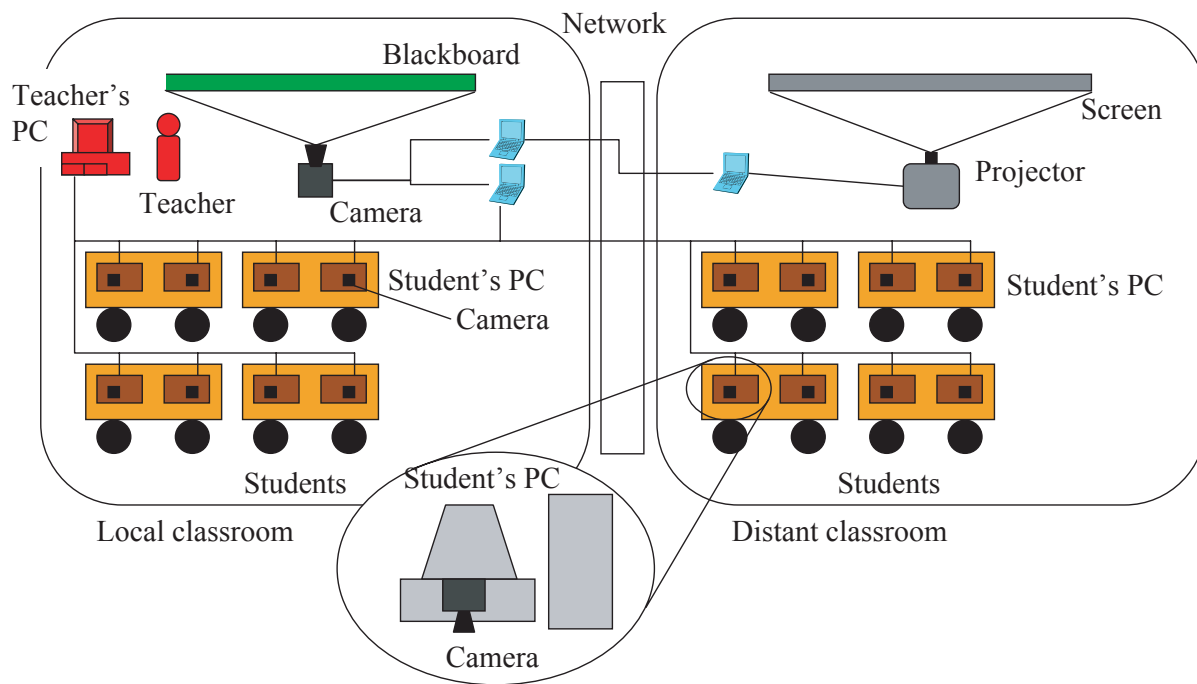 Network
Blackboard
Teacher's
PC
Screen
Teacher
Camera
Projector
Student's PC
Camera
Student's PC
Students
Student's PC
Students
Local classroom
Distant classroom
Camera